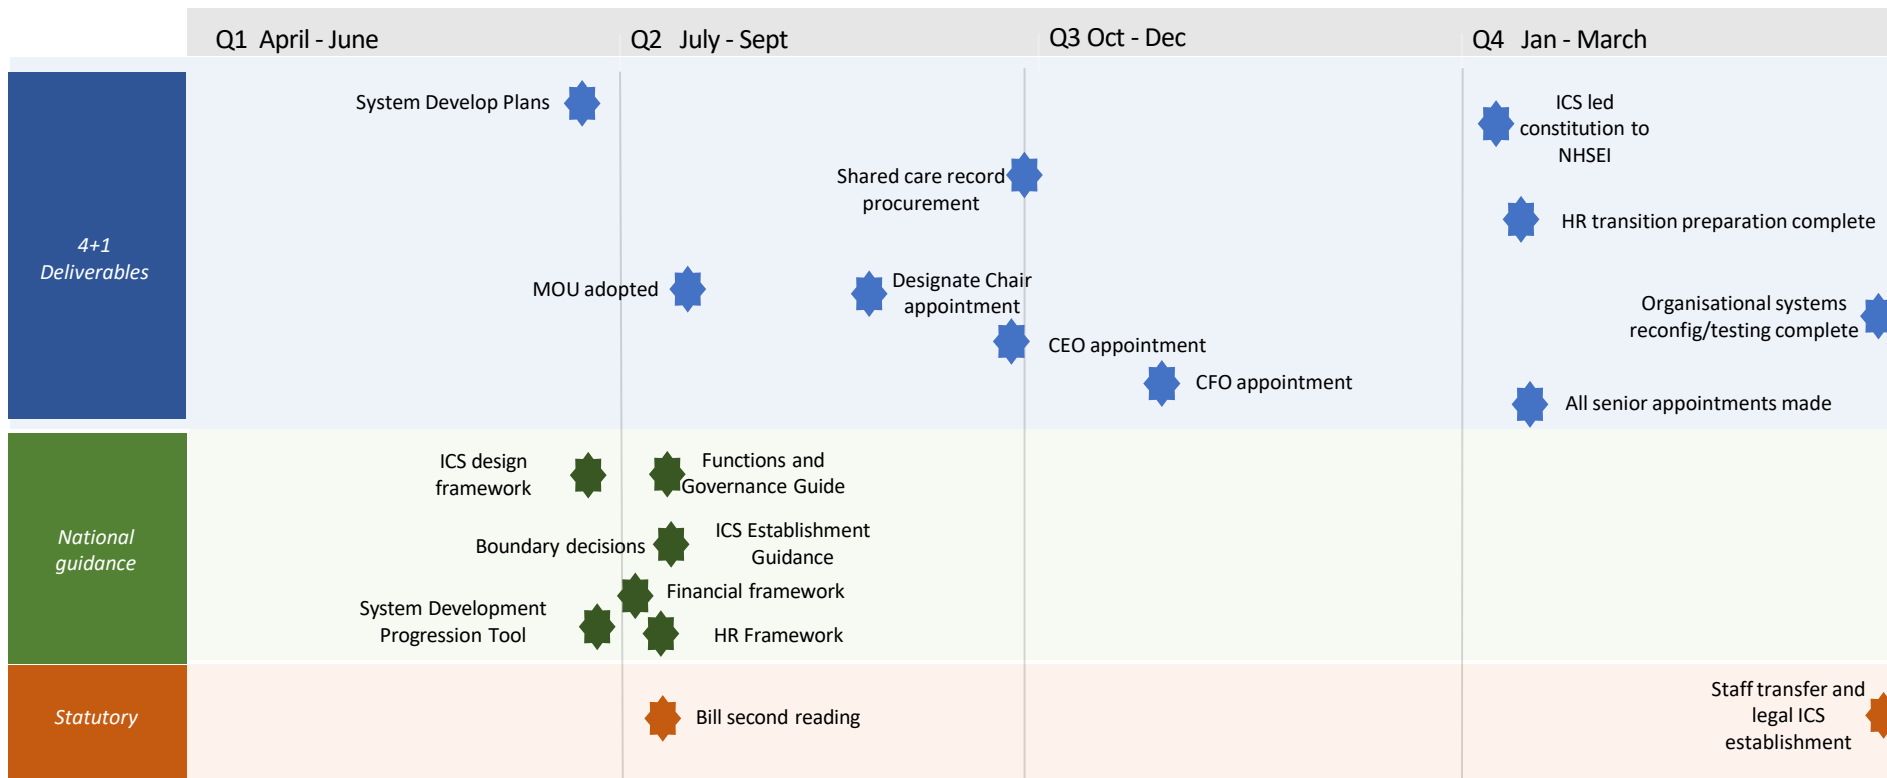 Q1 April - June
Q2 July - Sept
Q3 Oct - Dec
Q4 Jan - March
4+1
Deliverables
System Develop Plans
Shared care record
procurement
MOU adopted
Designate Chair
appointment
CEO appointment
CFO appointment
ICS led
constitution to
NHSEI
HR transition preparation complete
Organisational systems
reconfig/testing complete
All senior appointments made
National
guidance
ICS design
framework
Functions and
Governance Guide
Boundary decisions
ICS Establishment
Guidance
Financial framework
System Development
Progression Tool
HR Framework
Statutory
Bill second reading
Staff transfer and
legal ICS
establishment